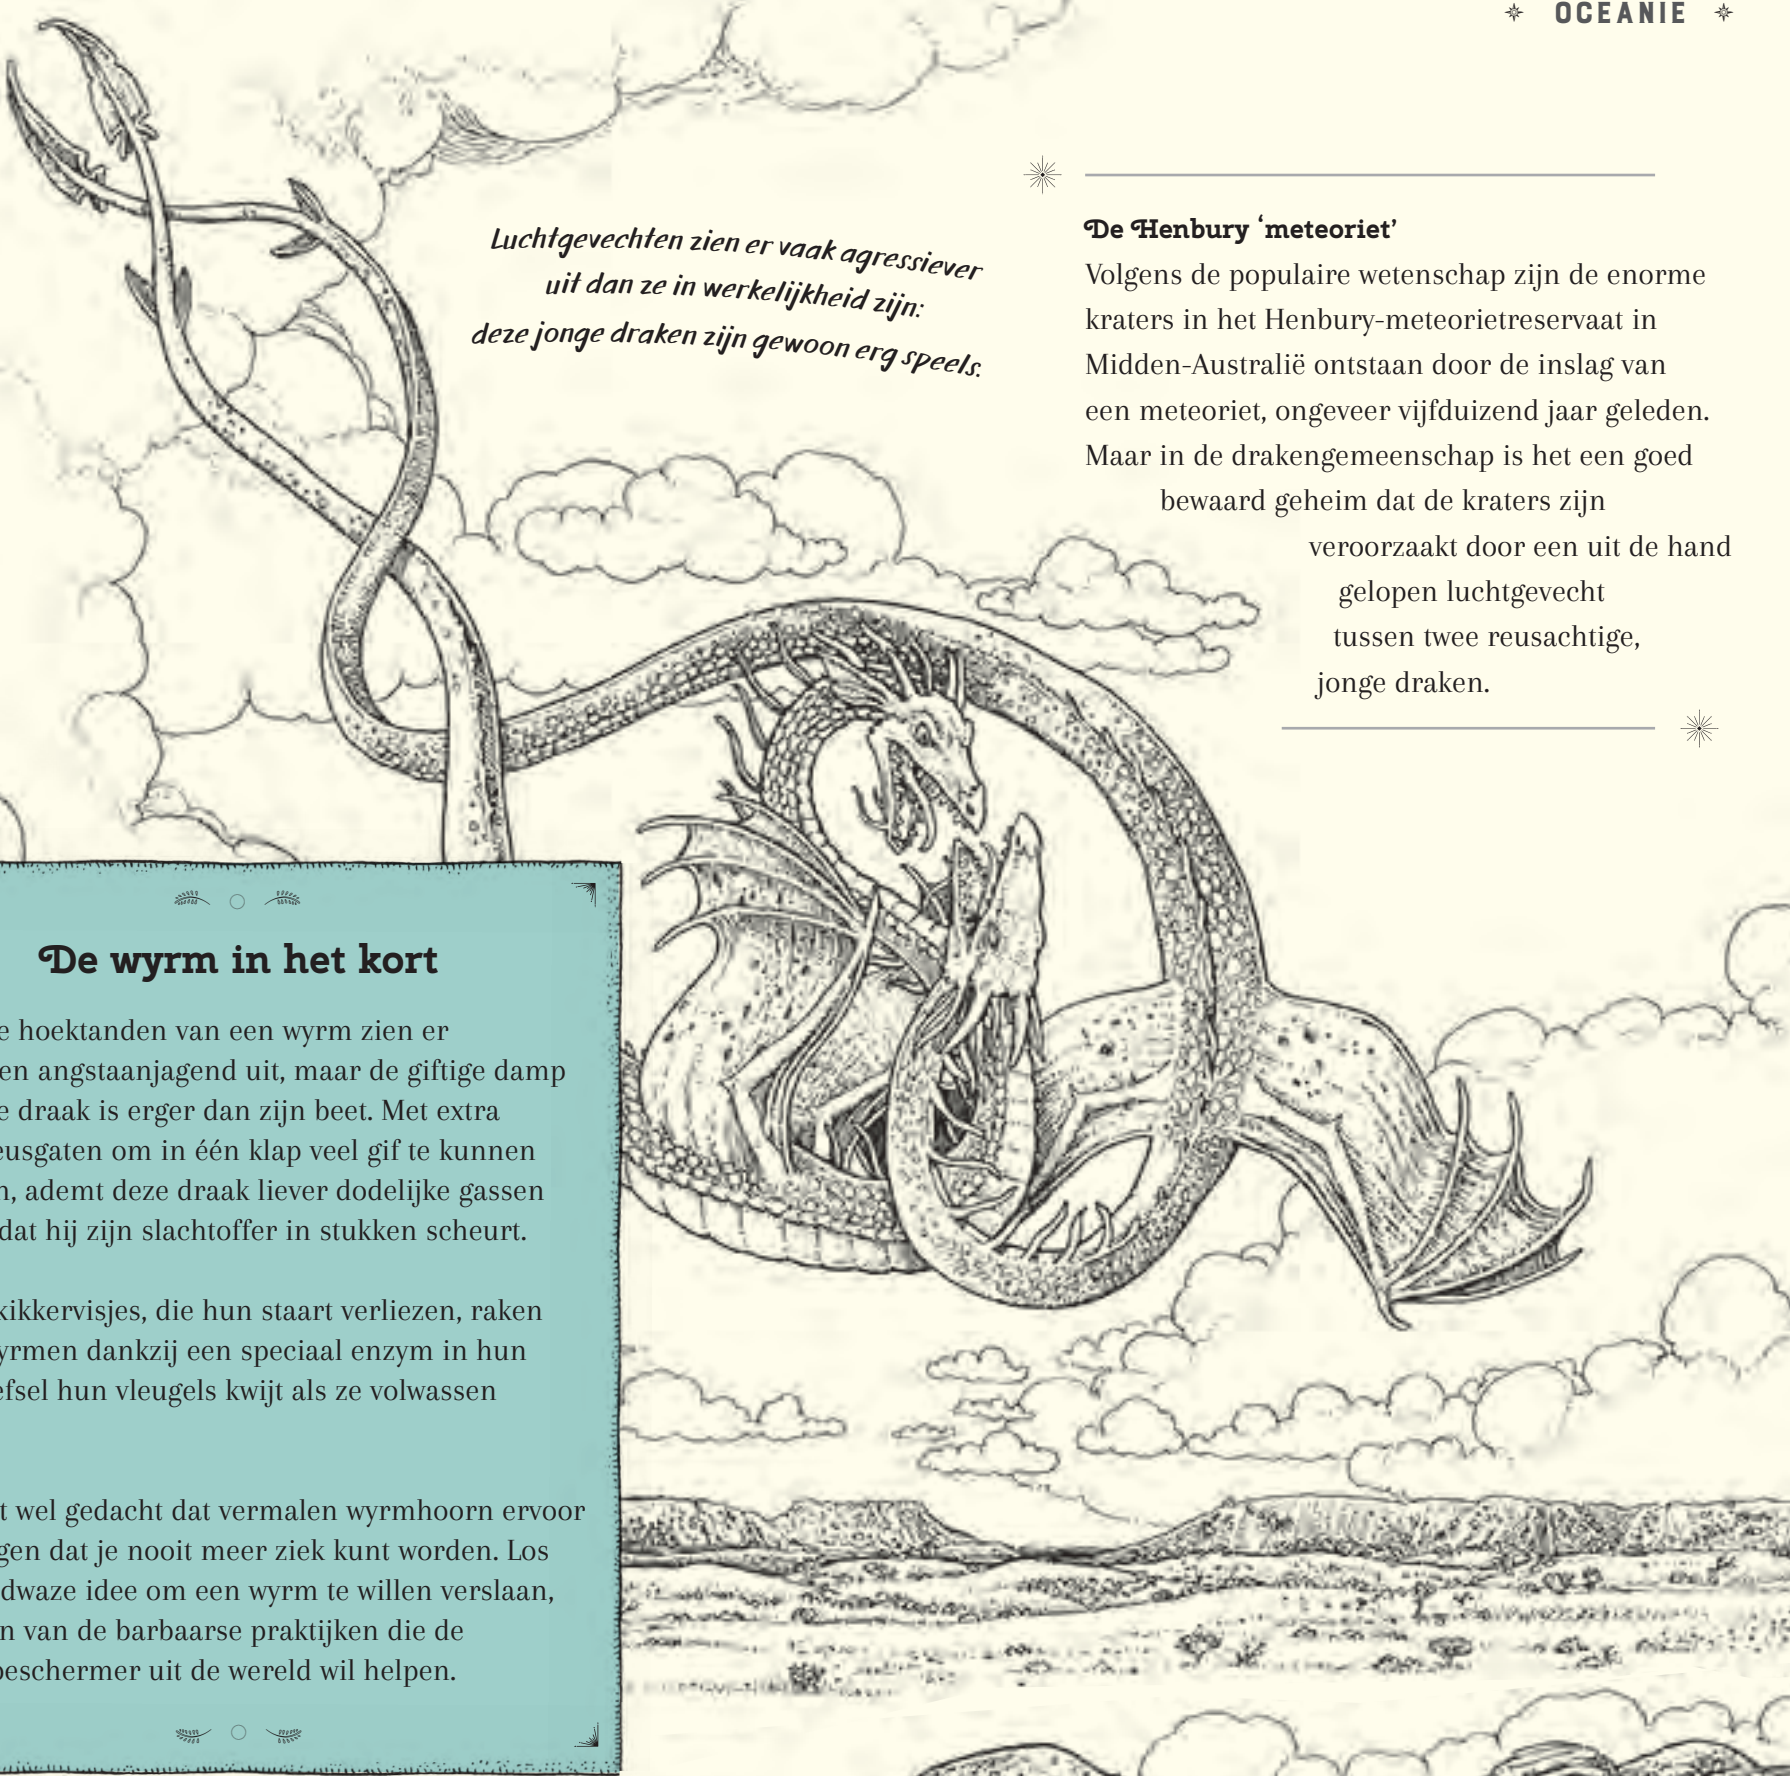 OCEANIE
Luchtgevechten zien er vaak agressiever
uit dan ze in werkelijkheid zijn:
deze jonge draken zijn gewoon erg speels.
De Henbury ‘meteoriet’
Volgens de populaire wetenschap zijn de enorme
kraters in het Henbury-meteorietreservaat in
Midden-Australië ontstaan door de inslag van
een meteoriet, ongeveer vijfduizend jaar geleden.
Maar in de drakengemeenschap is het een goed
bewaard geheim dat de kraters zijn
veroorzaakt door een uit de hand
gelopen luchtgevecht
tussen twee reusachtige,
jonge draken.
De wyrm in het kort
hoektanden van een wyrm zien er
angstaanjagend uit, maar de giftige damp
draak is erger dan zijn beet. Met extra
om in één klap veel gif te kunnen
ademt deze draak liever dodelijke gassen
dat hij zijn slachtoffer in stukken scheurt.
kikkervisjes, die hun staart verliezen, raken
dankzij een speciaal enzym in hun
hun vleugels kwijt als ze volwassen
wel gedacht dat vermalen wyrmhoorn ervoor
dat je nooit meer ziek kunt worden. Los
dwaze idee om een wyrm te willen verslaan,
van de barbaarse praktijken die de
beschermer uit de wereld wil helpen.